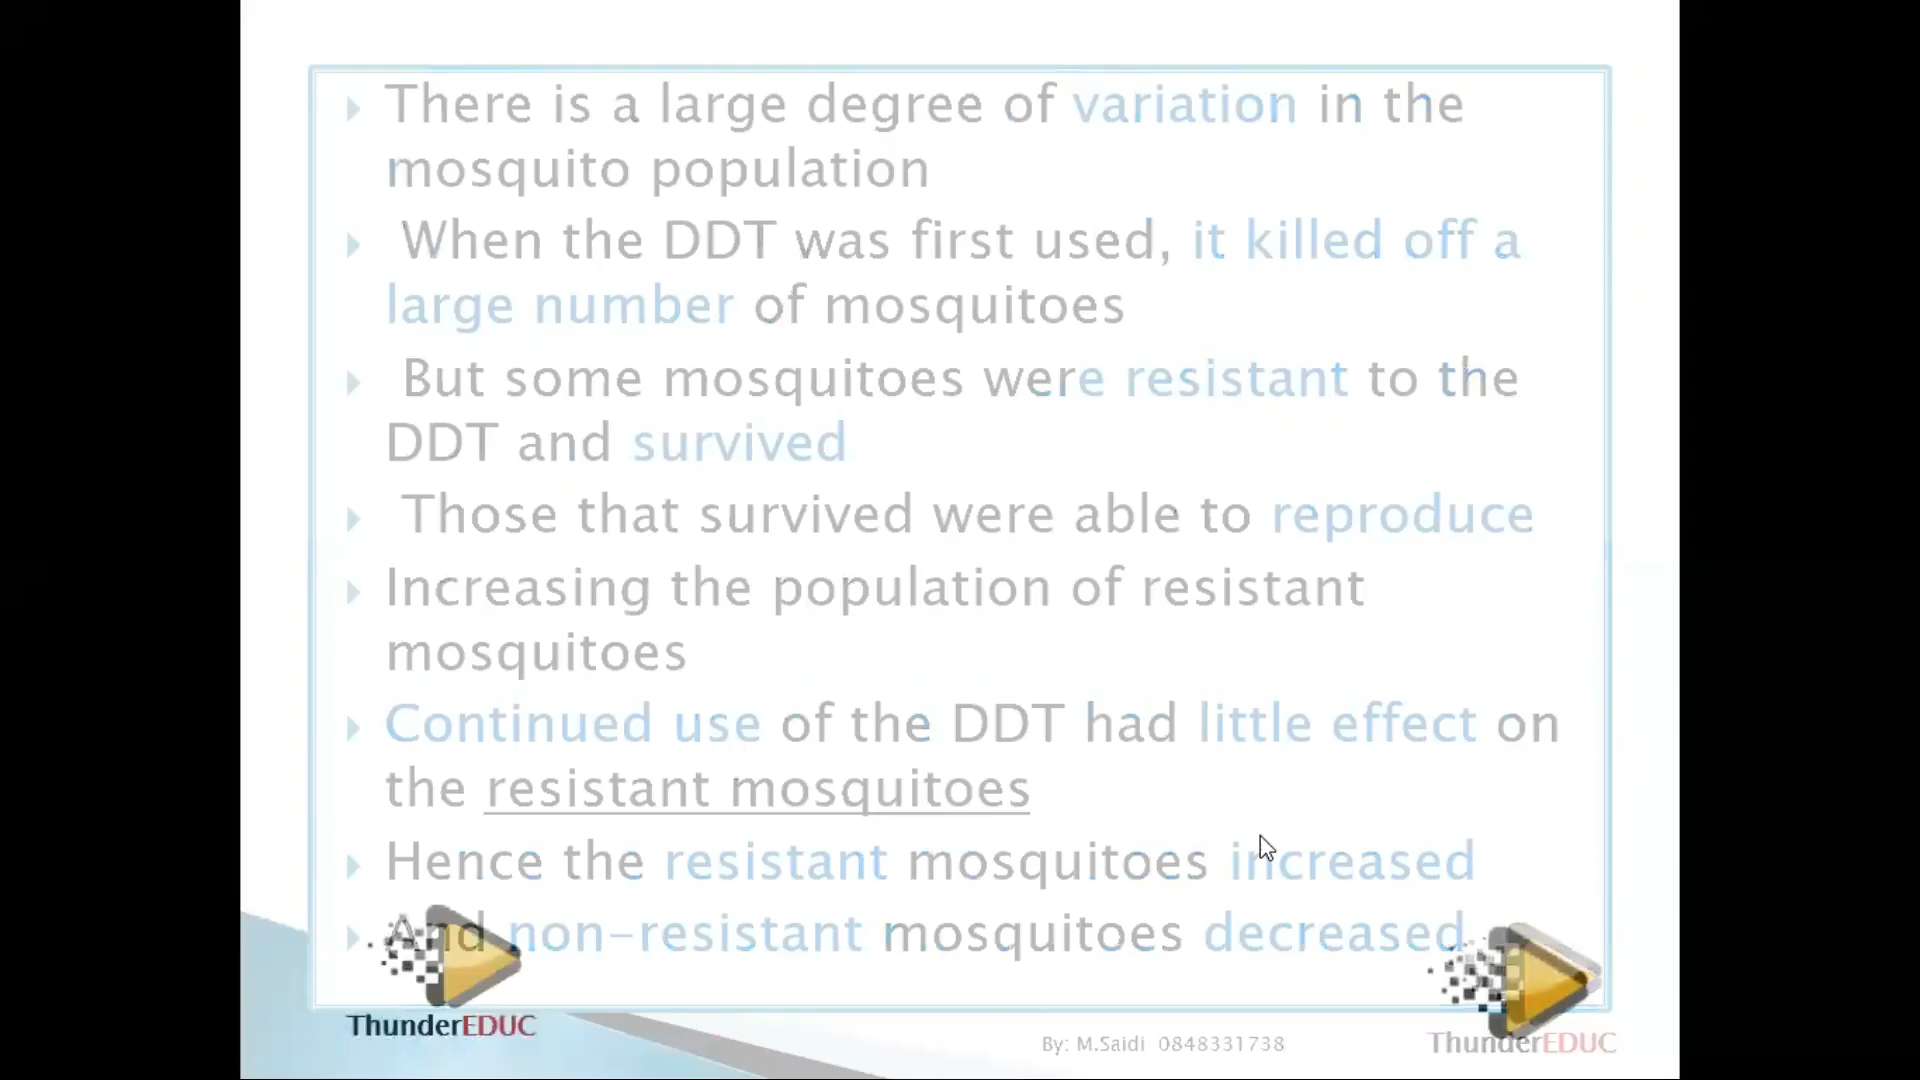 There is a large degree of variation in the
mosquito population
When the DDT was first used, it killed off a
large number of mosquitoes
But some mosquitoes were resistant to the
DDT and survived
Those that survived were able to reproduce
Increasing the population of resistant
mosquitoes
Continued use of the DDT had little effect on
the resistant mosquitoes
Hence the resistant mosquitoes increased
And non-resistant mosquitoes decreased
ThunderEDUC
By: M.Saidi 0848331738
ThunderEDUC